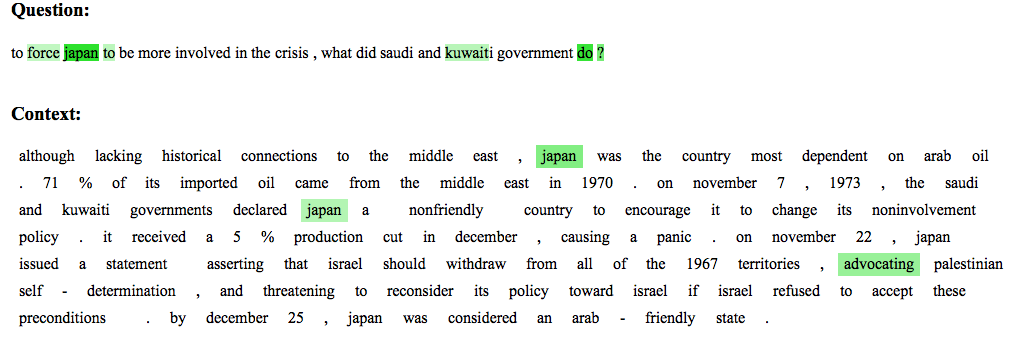 Question:
to force japan to be more involved in the crisis , what did saudi and kuwaiti government do ?
Context:
although lacking historical connections to the middle east , japan was the country most dependent on arab oil
. 71 % of its imported oil came from the middle east in 1970 . on november 7 , 1973 , the saudi
and kuwaiti governments declared japan a nonfriendly country to encourage it to change its noninvolvement
policy . it received a 5 % production cut in december , causing a panic . on november 22 , japan
issued a statement asserting that israel should withdraw from all of the 1967 territories , advocating palestinian
self - determination , and threatening to reconsider its policy toward israel if israel refused to accept these
preconditions . by december 25 , japan was considered an arab - friendly state .